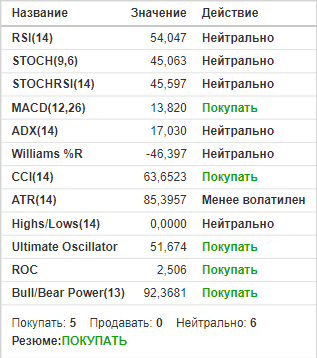 Название Значение Действие
RSI(14) 54,047 Нейтрально
STOCH(9,6) 45,063 Нейтрально
STOCHRSI(14) 45,597 Нейтрально
MACD(12,26) 13,820 Покупать
ADX(14) 17,030 Нейтрально
Williams %R -46,397 Нейтрально
CCI(14) 63,6523 Покупать
ATR(14) 85,3957 Менее волатилен
Highs/Lows(14) 0,0000 Нейтрально
Ultimate Oscillator 51,674 Покупать
ROC 2,506 Покупать
Bull/Bear Power(13) 92,3681 Покупать
Покупать: 5 Продавать: 0 Нейтрально: 6
Резюме:ПОКУПАТЬ